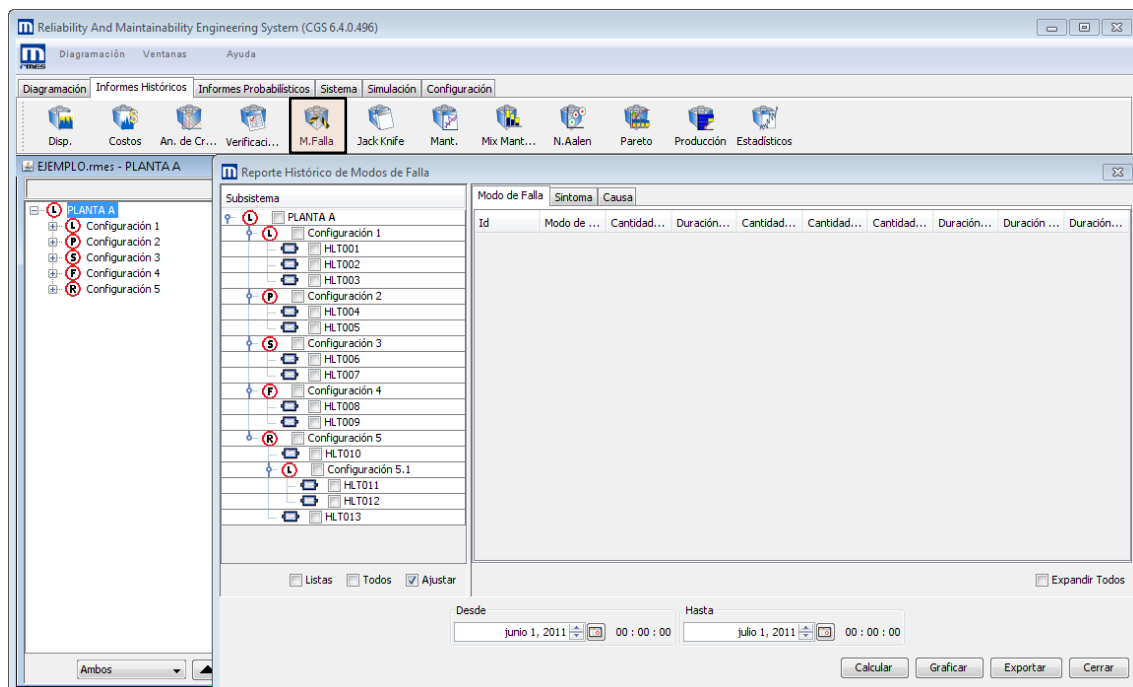 Reliability And Maintainability Engineering System (CGS 6.4.0.496)
Diagramación Ventanas Ayuda
rmes
Diagramación Informes Históricos Informes Probabilísticos Sistema Simulación Configuración
Disp. Costos An. de Cr... Verificaci... M.Falla Jack Knife Mant. Mix Mant... N.Aalen Pareto Producción Estadísticos
EJEMPLO.rmes - PLANTA A
L PLANTA A
L Configuración 1
P Configuración 2
S Configuración 3
F Configuración 4
R Configuración 5
Ambos
Reporte Histórico de Modos de Falla
Subsistema
L PLANTA A
L Configuración 1
HLT001
HLT002
HLT003
P Configuración 2
HLT004
HLT005
S Configuración 3
HLT006
HLT007
F Configuración 4
HLT008
HLT009
R Configuración 5
HLT010
L Configuración 5.1
HLT011
HLT012
HLT013
Listas Todos Ajustar
Modo de Falla Sintoma Causa
Id Modo de ... Cantidad... Duración... Cantidad... Cantidad... Cantidad... Duración... Duración ... Duración...
Expandir Todos
Desde Hasta
junio 1, 2011 00 : 00 : 00 julio 1, 2011 00 : 00 : 00
Calcular Graficar Exportar Cerrar